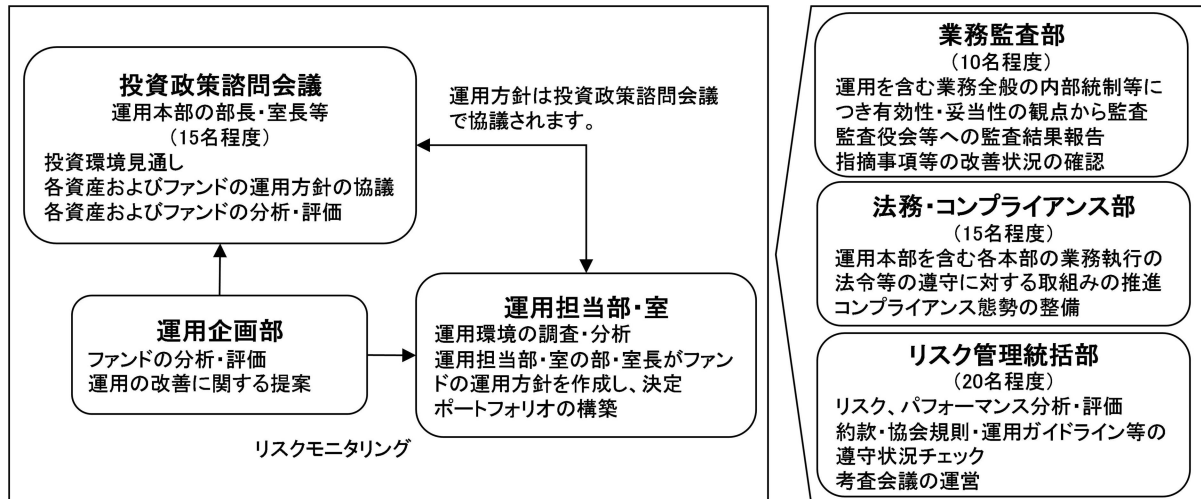 投資政策諮問会議
運用本部の部長・室長等
(15名程度)
投資環境見通し
各資産およびファンドの運用方針の協議
各資産およびファンドの分析・評価
運用方針は投資政策諮問会議
で協議されます。
運用企画部
ファンドの分析・評価
運用の改善に関する提案
運用担当部・室
運用環境の調査・分析
運用担当部・室の部・室長がファン
ドの運用方針を作成し、決定
ポートフォリオの構築
リスクモニタリング
業務監査部
(10名程度)
運用を含む業務全般の内部統制等に
つき有効性・妥当性の観点から監査
監査役会等への監査結果報告
指摘事項等の改善状況の確認
法務・コンプライアンス部
(15名程度)
運用本部を含む各本部の業務執行の
法令等の遵守に対する取組みの推進
コンプライアンス態勢の整備
リスク管理統括部
(20名程度)
リスク、パフォーマンス分析・評価
約款・協会規則・運用ガイドライン等の
遵守状況チェック
考査会議の運営